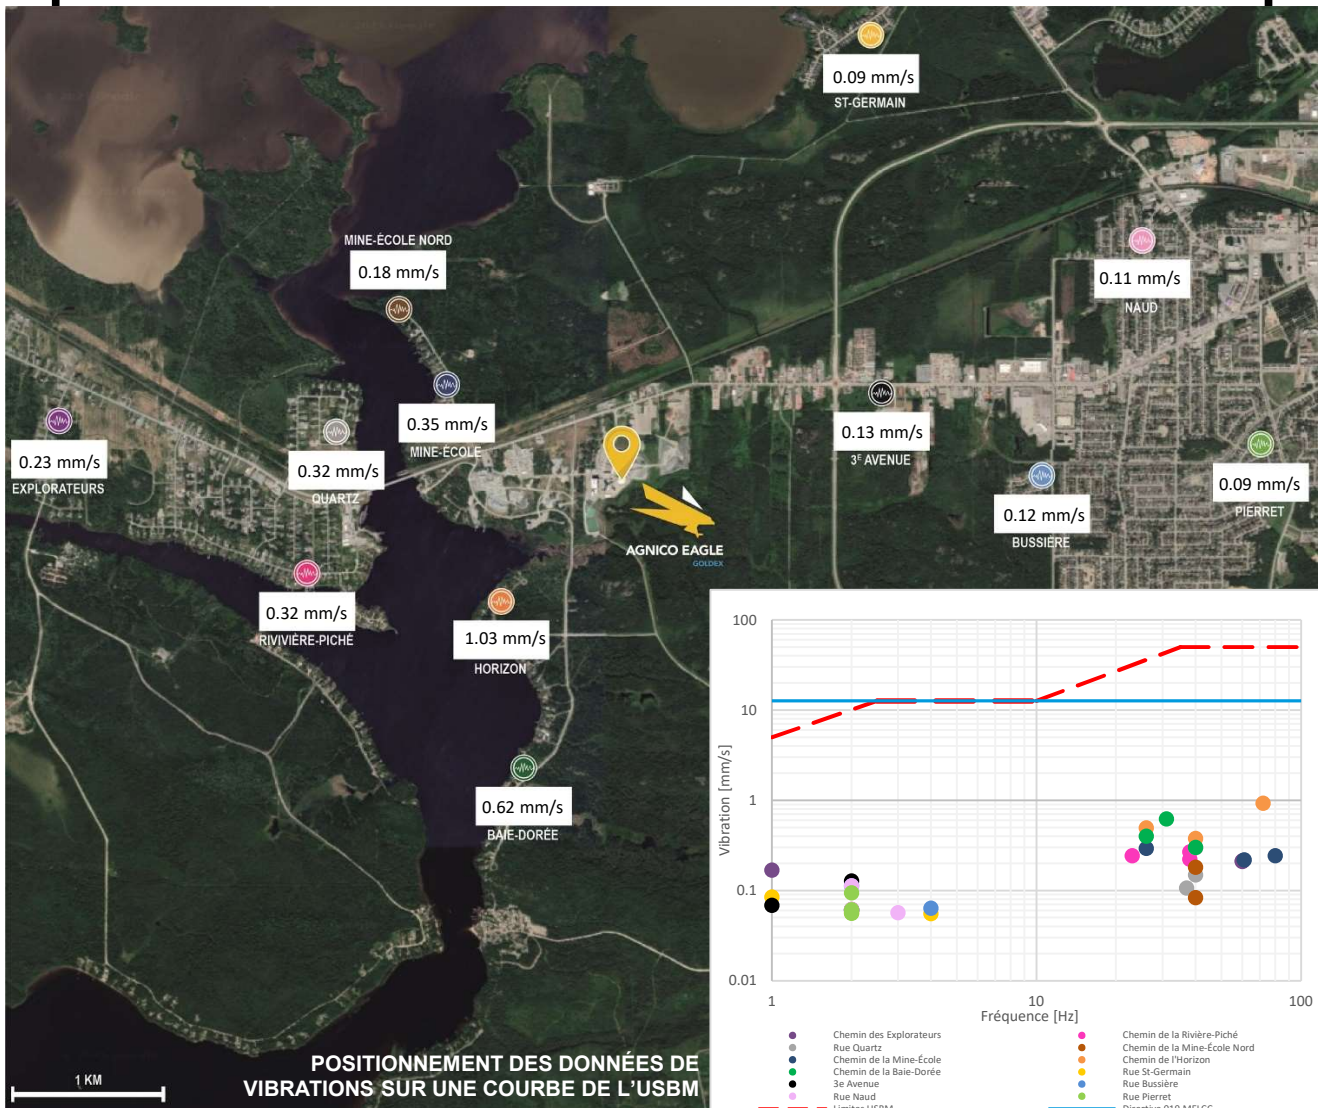 0.09 mm/s
ST-GERMAIN
MINE-ÉCOLE NORD
0.18 mm/s
0.11 mm/s
NAUD
0.35 mm/s
MINE-ÉCOLE
0.13 mm/s
3E AVENUE
0.23 mm/s
EXPLORATEURS
0.32 mm/s
QUARTZ
0.09 mm/s
PIERRET
0.12 mm/s
BUSSIÈRE
AGNICO EAGLE
GOLDEX
0.32 mm/s
RIVIVIÈRE-PICHÉ
1.03 mm/s
HORIZON
0.62 mm/s
BAIE-DORÉE
100
10
1
0.1
0.01
Vibration [mm/s]
1 10 100
Fréquence [Hz]
Chemin des Explorateurs Chemin de la Rivière-Piché
Rue Quartz Chemin de la Mine-École Nord
Chemin de la Mine-École Chemin de l'Horizon
Chemin de la Baie-Dorée Rue St-Germain
3e Avenue Rue Bussière
Rue Naud Rue Pierret
Limites USBM Directive 019 MELCC
POSITIONNEMENT DES DONNÉES DE
VIBRATIONS SUR UNE COURBE DE L'USBM
1 KM